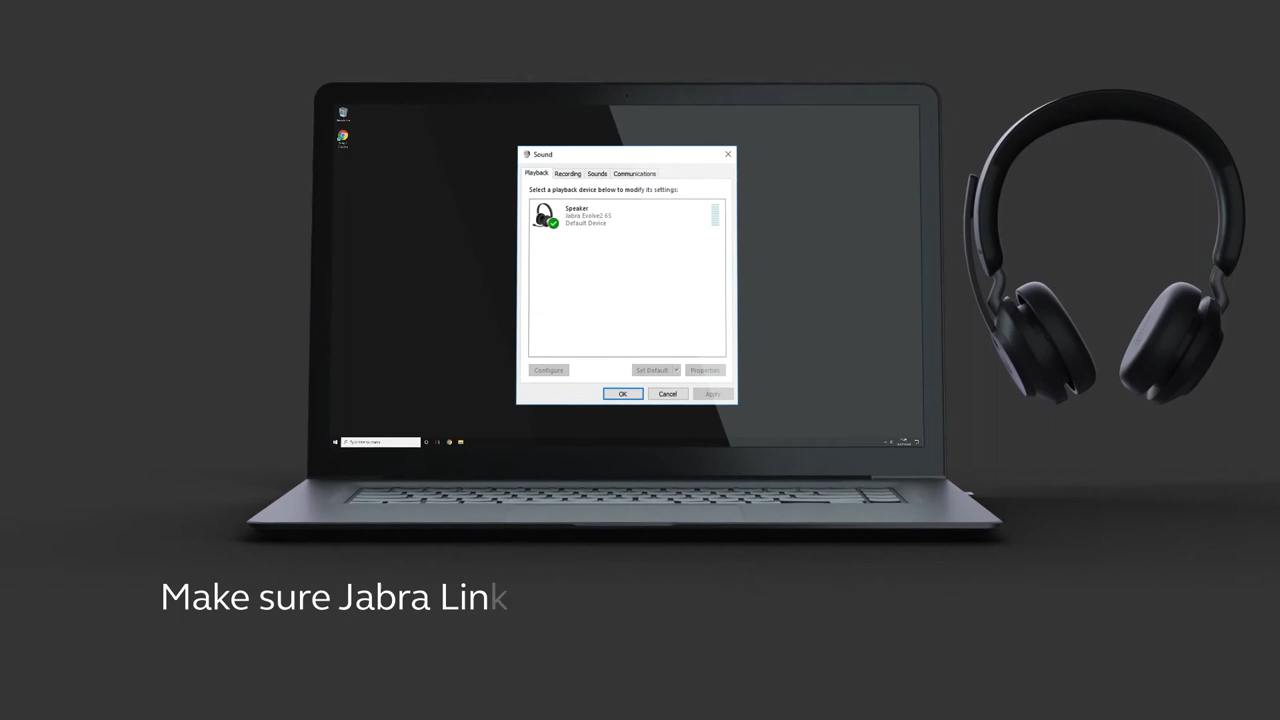 Sound
Playback Recording Sounds Communications
Select a playback device below to modify its settings:
Speaker
Jabra Evolve2 65
Default Device
Configure Set Default Properties
OK Cancel Apply
Make sure Jabra Link